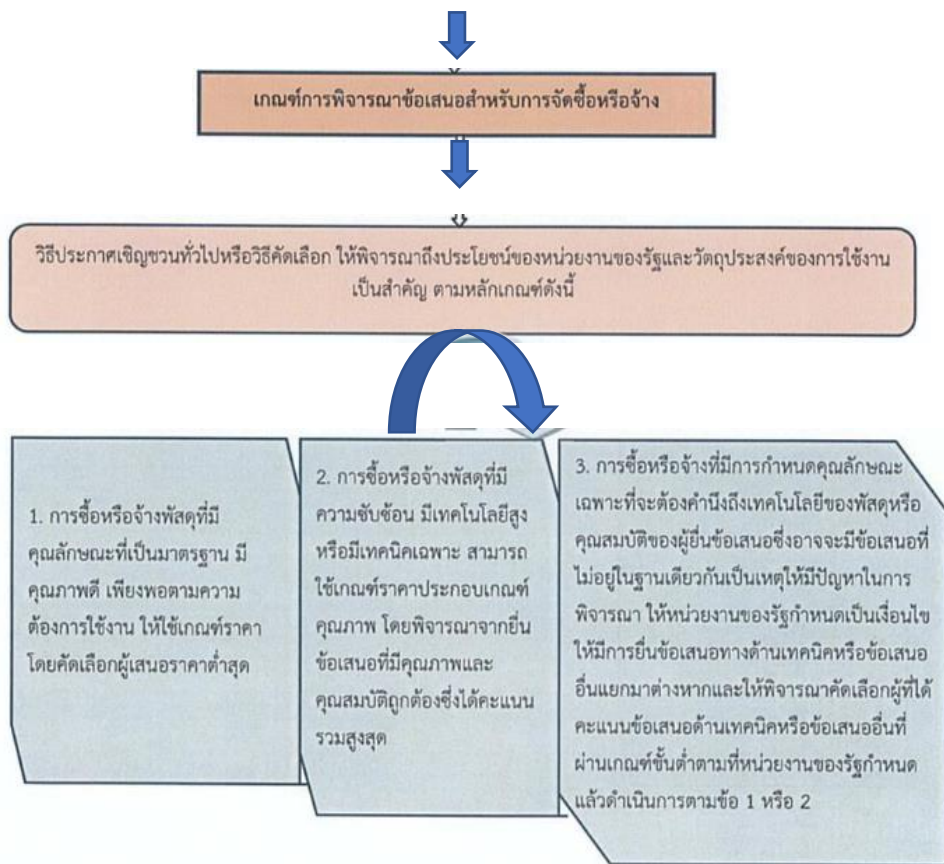 เกณฑ์การพิจารณาข้อเสนอสำหรับการจัดซื้อหรือจ้าง
วิธีประกาศเชิญชวนทั่วไปหรือวิธีคัดเลือก ให้พิจารณาถึงประโยชน์ของหน่วยงานของรัฐและวัตถุประสงค์ของการใช้งาน
เป็นสำคัญ ตามหลักเกณฑ์ดังนี้
1. การซื้อหรือจ้างพัสดุที่มี
คุณลักษณะที่เป็นมาตรฐาน มี
คุณภาพดี เพียงพอตามความ
ต้องการใช้งาน ให้ใช้เกณฑ์ราคา
โดยคัดเลือกผู้เสนอราคาต่ำสุด
2. การซื้อหรือจ้างพัสดุที่มี
ความซับซ้อน มีเทคโนโลยีสูง
หรือมีเทคนิคเฉพาะ สามารถ
ใช้เกณฑ์ราคาประกอบเกณฑ์
คุณภาพ โดยพิจารณาจากยื่น
ข้อเสนอที่มีคุณภาพและ
คุณสมบัติถูกต้องซึ่งได้คะแนน
รวมสูงสุด
3. การซื้อหรือจ้างที่มีการกำหนดคุณลักษณะ
เฉพาะที่จะต้องคำนึงถึงเทคโนโลยีของพัสดุหรือ
คุณสมบัติของผู้ยื่นข้อเสนอซึ่งอาจจะมีข้อเสนอที่
ไม่อยู่ในฐานเดียวกันเป็นเหตุให้มีปัญหาในการ
พิจารณา ให้หน่วยงานของรัฐกำหนดเป็นเงื่อนไข
ให้มีการยื่นข้อเสนอทางด้านเทคนิคหรือข้อเสนอ
อื่นแยกมาต่างหากและให้พิจารณาคัดเลือกผู้ที่ได้
คะแนนข้อเสนอด้านเทคนิคหรือข้อเสนออื่นที่
ผ่านเกณฑ์ขั้นต่ำตามที่หน่วยงานของรัฐกำหนด
แล้วดำเนินการตามข้อ 1 หรือ 2